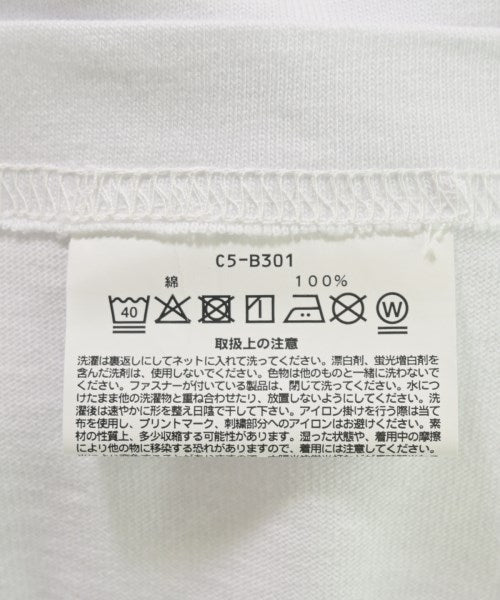 C5-B301
綿 100%
40 W
取扱上の注意
洗濯は裏返しにしてネットに入れて洗ってください。漂白剤、蛍光増白剤を
含んだ洗剤は、使用しないでください。色物は他のものと一緒に洗わないで
ください。ファスナーが付いている製品は、閉じて洗ってください。水につ
けたまま他の洗濯物と重ね合わせたり、放置しないようにしてください。洗
濯後は速やかに形を整え日陰で干して下さい。アイロン掛けを行う際は当て
布を使用し、プリントマーク、刺繍部分へのアイロンはお避けください。素
材の性質上、多少収縮する可能性があります。湿った状態や、着用中の摩擦
により他の物に移染する恐れがありますので、着用には注意してください。